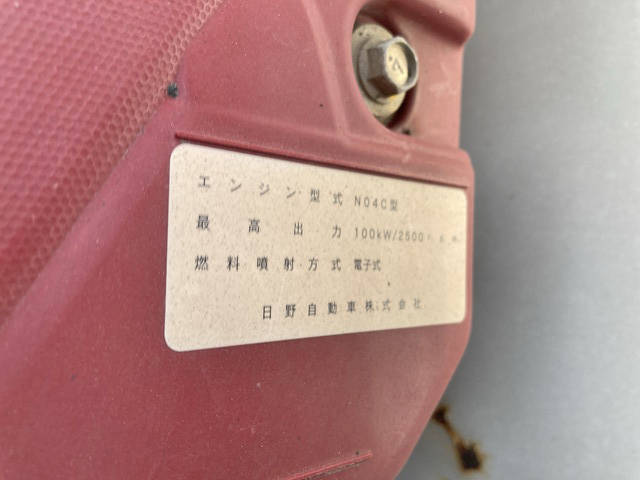 エンジン型式 N04C型
最高出力 100kW/2500r.p.m.
燃料噴射方式 電子式
日野自動車株式会社